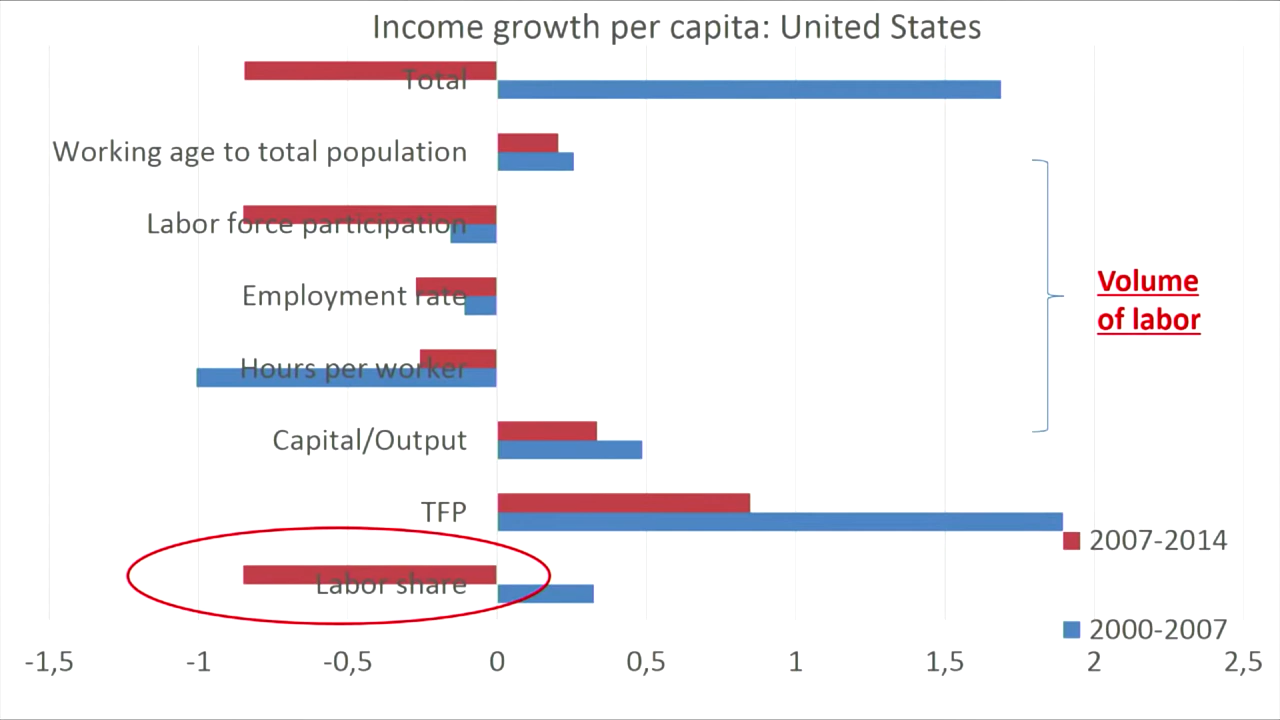 Income growth per capita: United States
Total
Working age to total population
Labor force participation
Employment rate
Hours per worker
Capital/Output
TFP
Labor share
Volume
of labor
2007-2014
2000-2007
-1,5 -1 -0,5 0 0,5 1 1,5 2 2,5